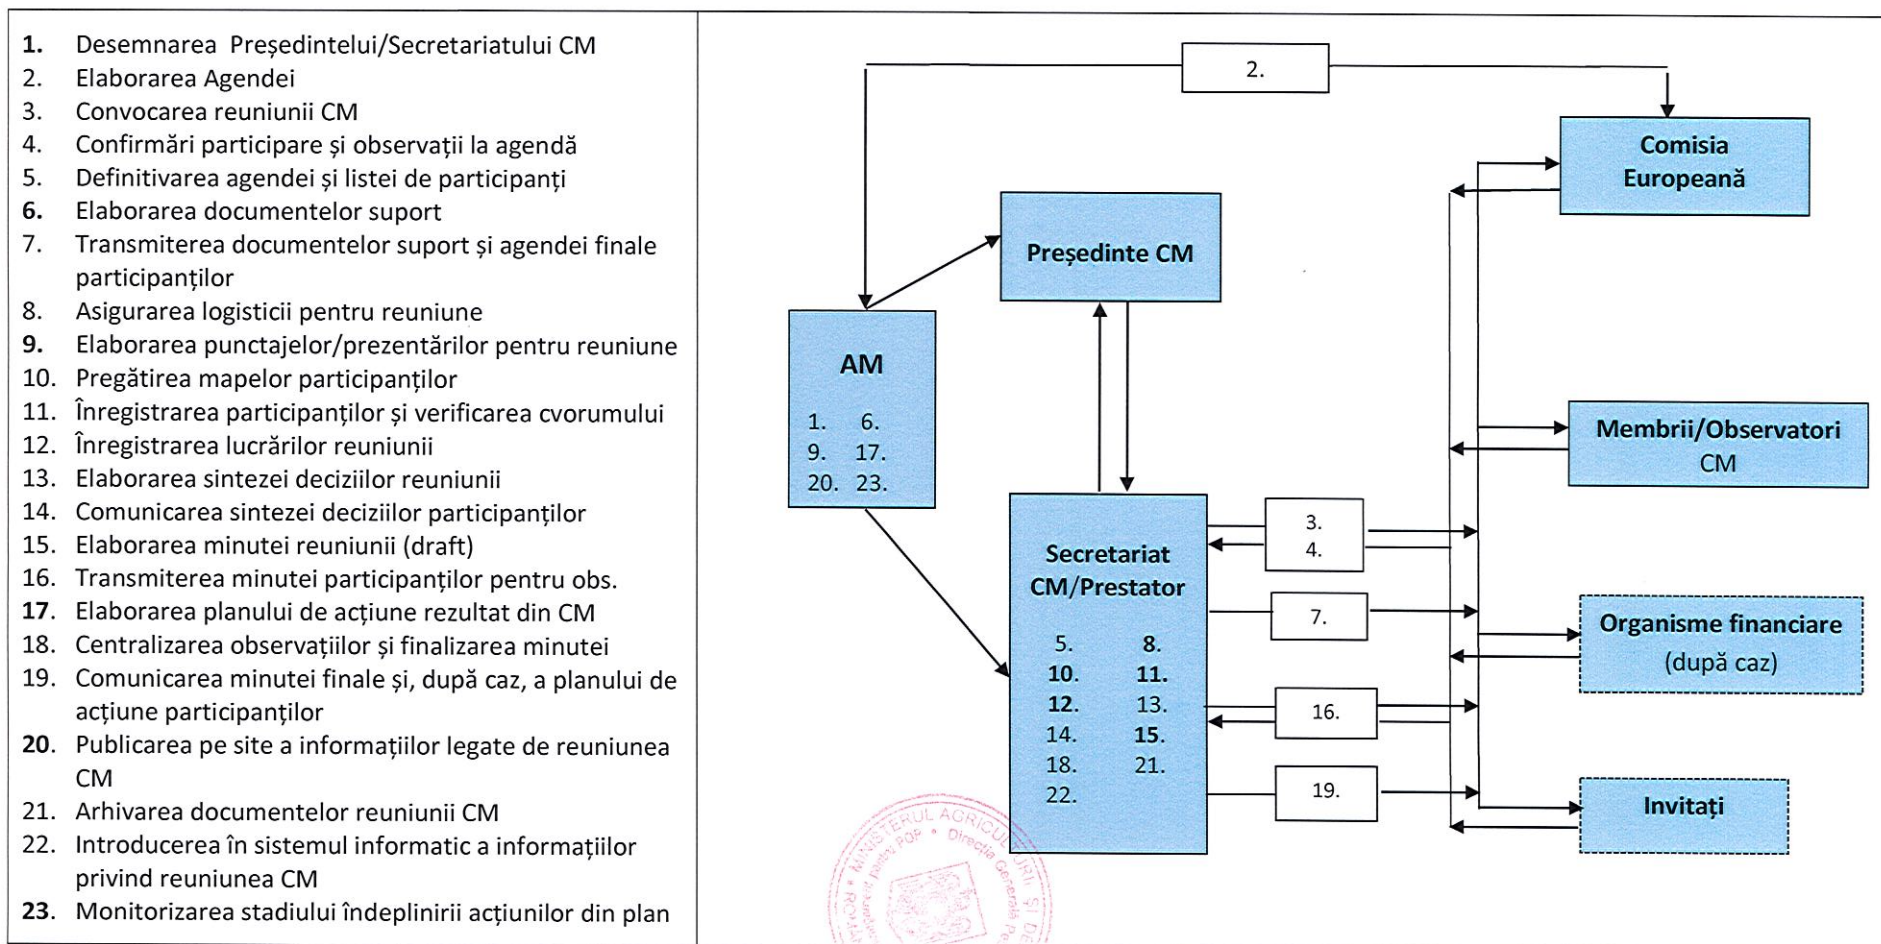 1. Desemnarea Președintelui/Secretariatului CM
2. Elaborarea Agendei
3. Convocarea reuniunii CM
4. Confirmări participare și observații la agendă
5. Definitivarea agendei și listei de participanți
6. Elaborarea documentelor suport
7. Transmiterea documentelor suport și agendei finale
participanților
8. Asigurarea logisticii pentru reuniune
9. Elaborarea punctajelor/prezentărilor pentru reuniune
10. Pregătirea mapelor participanților
11. Înregistrarea participanților și verificarea cvorumului
12. Înregistrarea lucrărilor reuniunii
13. Elaborarea sintezei deciziilor reuniunii
14. Comunicarea sintezei deciziilor participanților
15. Elaborarea minutei reuniunii (draft)
16. Transmiterea minutei participanților pentru obs.
17. Elaborarea planului de acțiune rezultat din CM
18. Centralizarea observațiilor și finalizarea minutei
19. Comunicarea minutei finale și, după caz, a planului de
acțiune participanților
20. Publicarea pe site a informațiilor legate de reuniunea
CM
21. Arhivarea documentelor reuniunii CM
22. Introducerea în sistemul informatic a informațiilor
privind reuniunea CM
23. Monitorizarea stadiului îndeplinirii acțiunilor din plan
2.
Comisia
Europeană
Președinte CM
AM
1. 6.
9. 17.
20. 23.
Membrii/Observatori
CM
Secretariat
CM/Prestator
5. 8.
10. 11.
12. 13.
14. 15.
18. 21.
22.
3.
4.
7.
16.
19.
Organisme financiare
(după caz)
Invitați
MINISTERUL AGRICULTURII ȘI DE
Direcția Generală
pentru POP